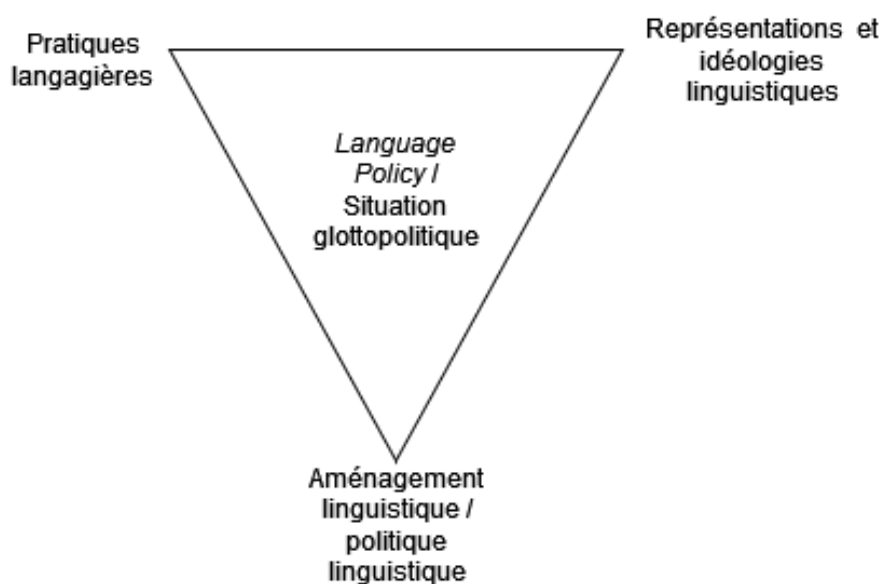 Pratiques
langagières
Représentations et
idéologies
linguistiques
Language
Policy /
Situation
glottopolitique
Aménagement
linguistique /
politique
linguistique